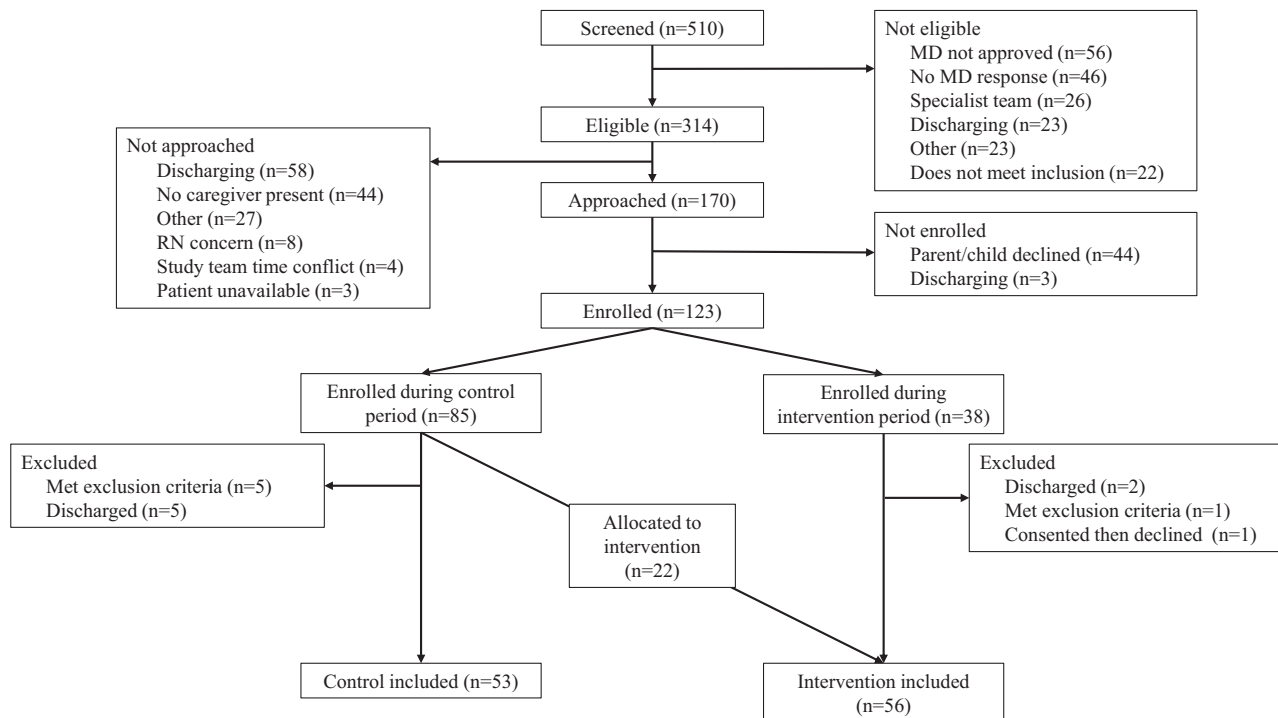 Screened (n=510)
Not eligible
MD not approved (n=56)
No MD response (n=46)
Specialist team (n=26)
Discharging (n=23)
Other (n=23)
Does not meet inclusion (n=22)
Eligible (n=314)
Not approached
Discharging (n=58)
No caregiver present (n=44)
Other (n=27)
RN concern (n=8)
Study team time conflict (n=4)
Patient unavailable (n=3)
Approached (n=170)
Not enrolled
Parent/child declined (n=44)
Discharging (n=3)
Enrolled (n=123)
Enrolled during control
period (n=85)
Enrolled during
intervention period (n=38)
Excluded
Met exclusion criteria (n=5)
Discharged (n=5)
Excluded
Discharged (n=2)
Met exclusion criteria (n=1)
Consented then declined (n=1)
Allocated to
intervention
(n=22)
Control included (n=53)
Intervention included
(n=56)